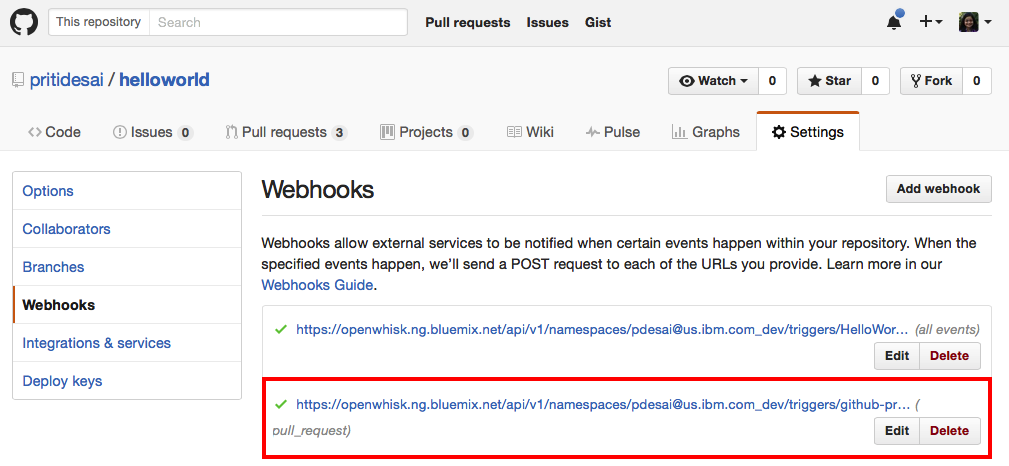 This repository Search Pull requests Issues Gist
pritidesai / helloworld Watch 0 Star 0 Fork 0
Code Issues 0 Pull requests 3 Projects 0 Wiki Pulse Graphs Settings
Options
Collaborators
Branches
Webhooks
Integrations & services
Deploy keys
Webhooks Add webhook
Webhooks allow external services to be notified when certain events happen within your repository. When the
specified events happen, we'll send a POST request to each of the URLs you provide. Learn more in our
Webhooks Guide.
https://openwhisk.ng.bluemix.net/api/v1/namespaces/pdesai@us.ibm.com_dev/triggers/HelloWor… (all events)
Edit Delete
https://openwhisk.ng.bluemix.net/api/v1/namespaces/pdesai@us.ibm.com_dev/triggers/github-pr… (
pull_request) Edit Delete